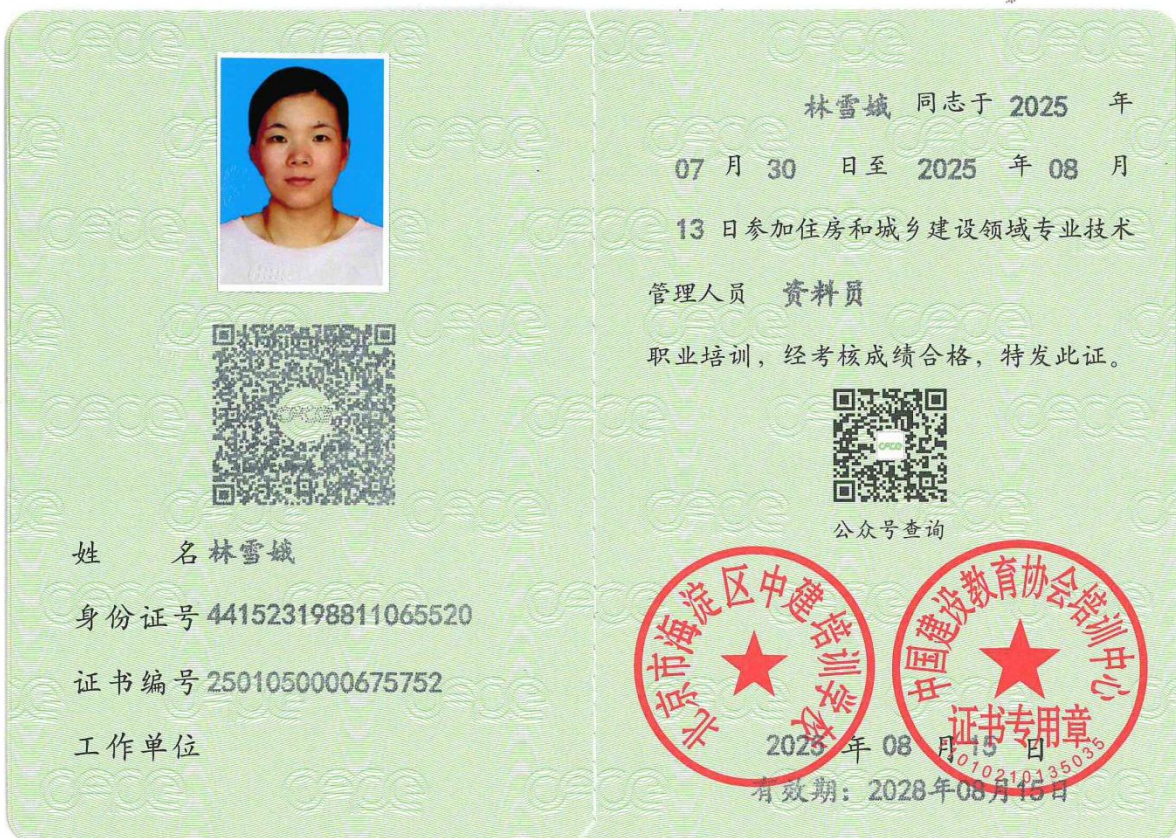 姓 名 林雪娥
身份证号 441523198811065520
证书编号 2501050000675752
工作单位
林雪娥 同志于 2025 年
07 月 30 日至 2025 年 08 月
13 日参加住房和城乡建设领域专业技术
管理人员 资料员
职业培训，经考核成绩合格，特发此证。
cece
公众号查询
北京市海淀区中建培训学校
中国建设教育协会培训中心
证书专用章
2025 年 08 月 15 日
有效期：2028年08月15日